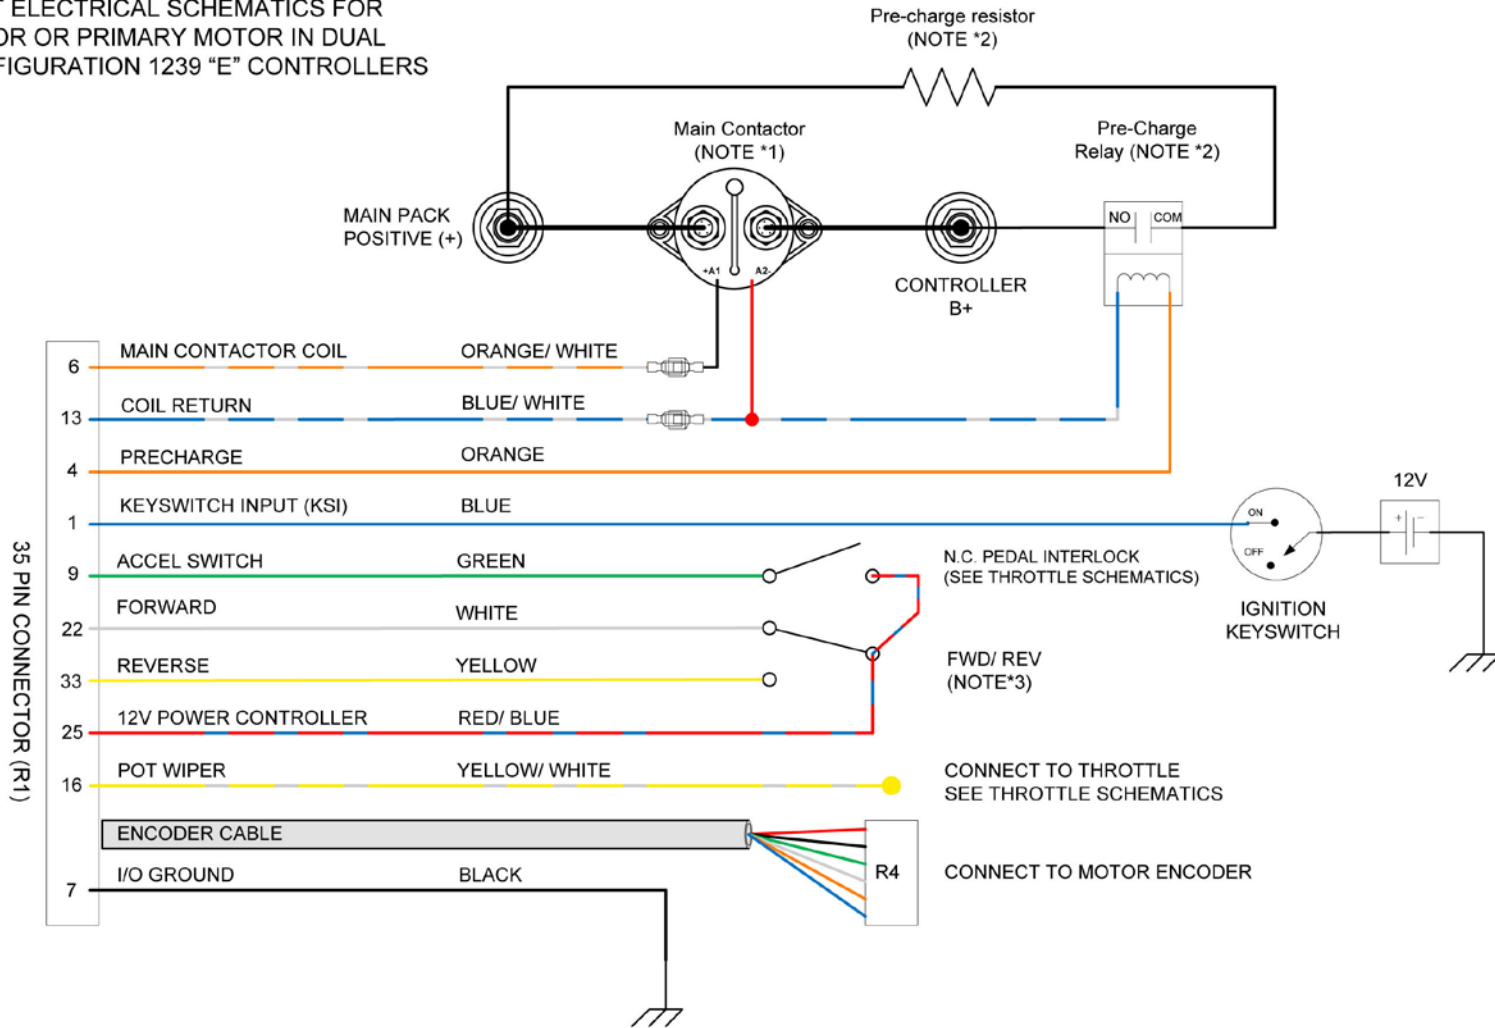 ELECTRICAL SCHEMATICS FOR
OR PRIMARY MOTOR IN DUAL
1239 “E” CONTROLLERS
Pre-charge resistor
(NOTE *2)
Main Contactor
(NOTE *1)
Pre-Charge
Relay (NOTE *2)
MAIN PACK
POSITIVE (+)
NO
COM
+A1
A2-
CONTROLLER
B+
6
MAIN CONTACTOR COIL
ORANGE/ WHITE
13
COIL RETURN
BLUE/ WHITE
4
PRECHARGE
ORANGE
1
KEYSWITCH INPUT (KSI)
BLUE
12V
+
-
ON
OFF
IGNITION
KEYSWITCH
9
ACCEL SWITCH
GREEN
N.C. PEDAL INTERLOCK
(SEE THROTTLE SCHEMATICS)
22
FORWARD
WHITE
33
REVERSE
YELLOW
FWD/ REV
(NOTE*3)
25
12V POWER CONTROLLER
RED/ BLUE
16
POT WIPER
YELLOW/ WHITE
CONNECT TO THROTTLE
SEE THROTTLE SCHEMATICS
ENCODER CABLE
R4
CONNECT TO MOTOR ENCODER
7
I/O GROUND
BLACK
35 PIN CONNECTOR (R1)